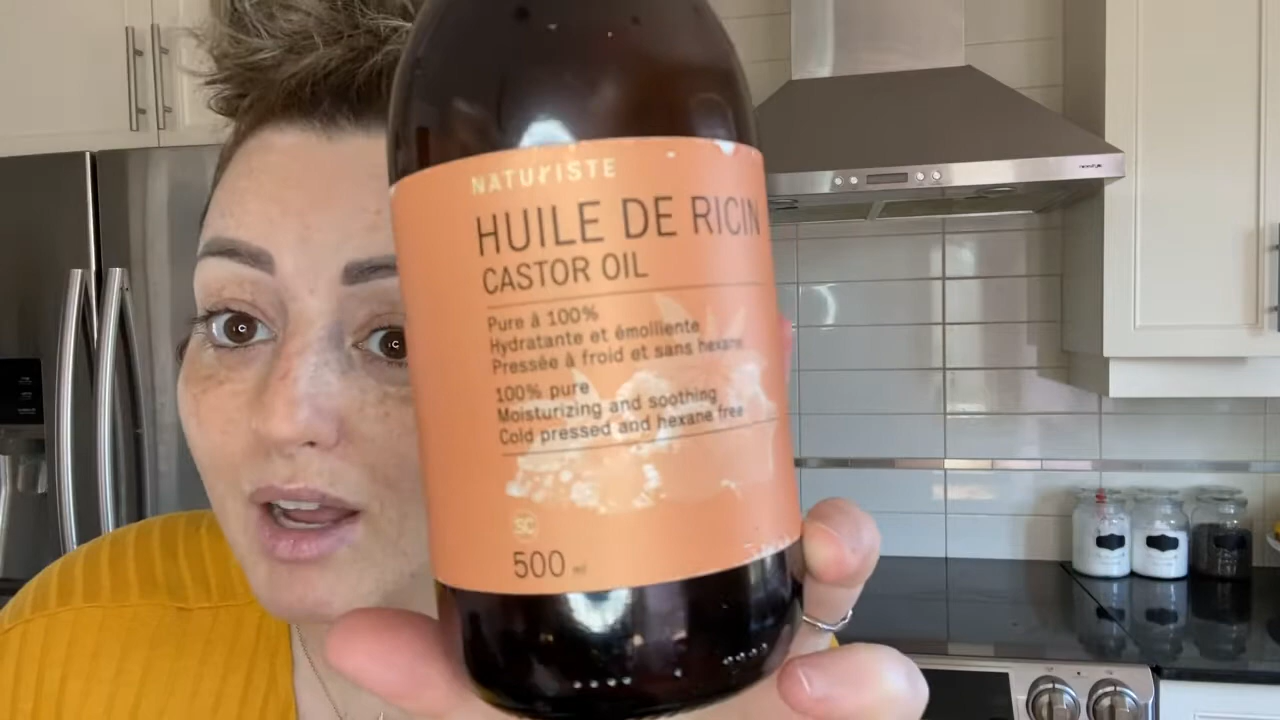 NATURISTE
HUILE DE RICIN
CASTOR OIL
Pure à 100%
Hydratante et émolliente
Pressée à froid et sans hexane
100% pure
Moisturizing and soothing
Cold pressed and hexane free
SC
500 ml